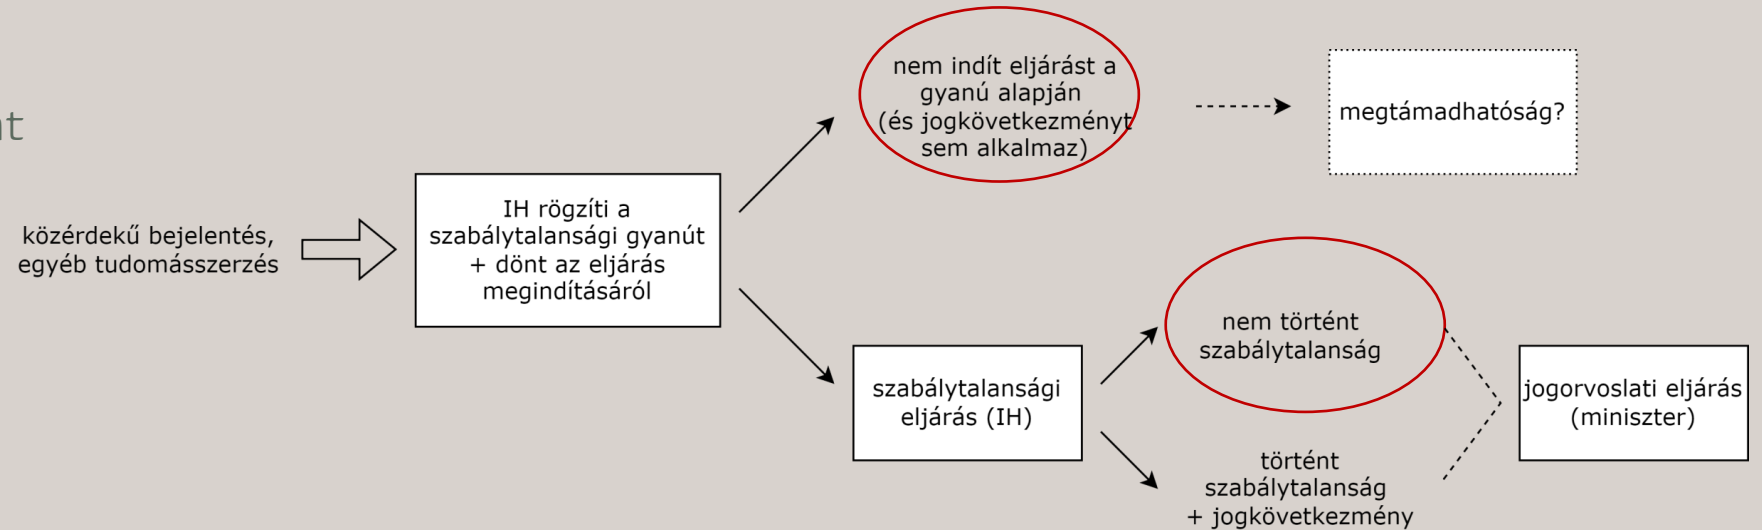 közérdekű bejelentés,
egyéb tudomásszerzés
IH rögzíti a
szabálytalansági gyanút
+ dönt az eljárás
megindításáról
nem indít eljárást a
gyanú alapján
(és jogkövetkezményt
sem alkalmaz)
megtámadhatóság?
szabálytalansági
eljárás (IH)
nem történt
szabálytalanság
történt
szabálytalanság
+ jogkövetkezmény
jogorvoslati eljárás
(miniszter)